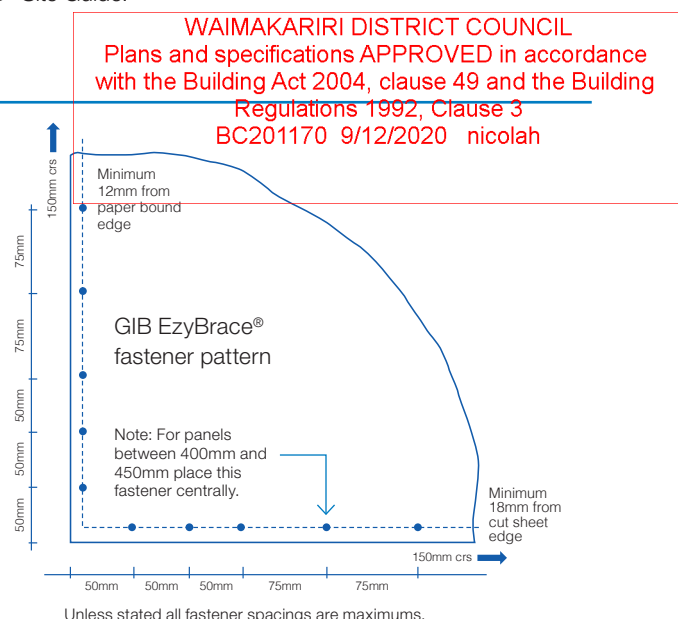 Site Guide.
WAIMAKARIRI DISTRICT COUNCIL
Plans and specifications APPROVED in accordance
with the Building Act 2004, clause 49 and the Building
Regulations 1992, Clause 3
BC201170 9/12/2020 nicolah
150mm crs
Minimum
12mm from
paper bound
edge
75mm
75mm
50mm
50mm
50mm
GIB EzyBrace®
fastener pattern
Note: For panels
between 400mm and
450mm place this
fastener centrally.
Minimum
18mm from
cut sheet
edge
150mm crs
50mm
50mm
50mm
75mm
75mm
Unless stated all fastener spacings are maximums.